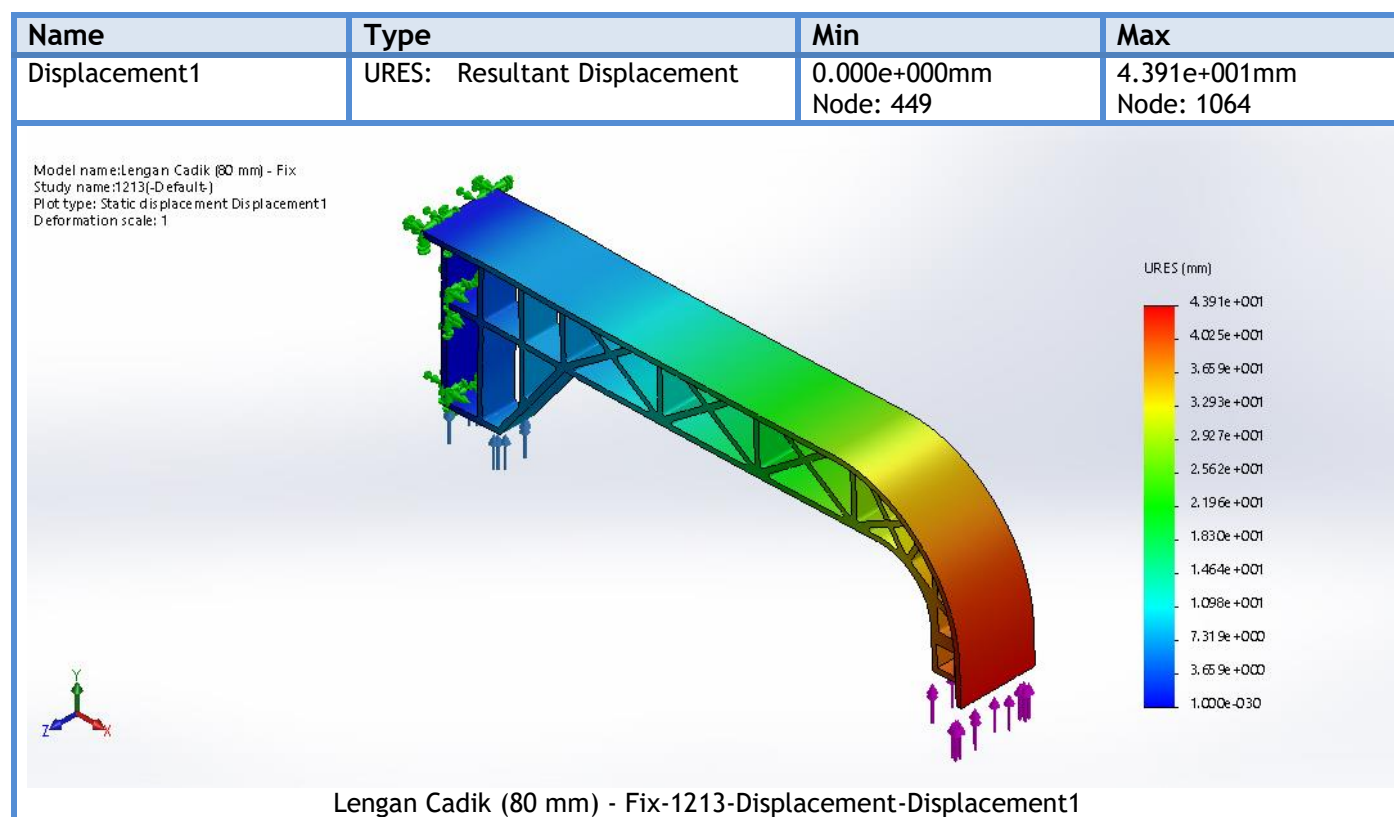 Name Type Min Max
Displacement1 URES: Resultant Displacement 0.000e+000mm 4.391e+001mm
Node: 449 Node: 1064
Model name:Lengan Cadik (80 mm) - Fix
Study name:1213(-Default-)
Plot type: Static displacement Displacement1
Deformation scale: 1
URES (mm)
4.391e+001
4.025e+001
3.659e+001
3.293e+001
2.927e+001
2.562e+001
2.196e+001
1.830e+001
1.464e+001
1.098e+001
7.319e+000
3.659e+000
1.000e-030
Y
Z X
Lengan Cadik (80 mm) - Fix-1213-Displacement-Displacement1